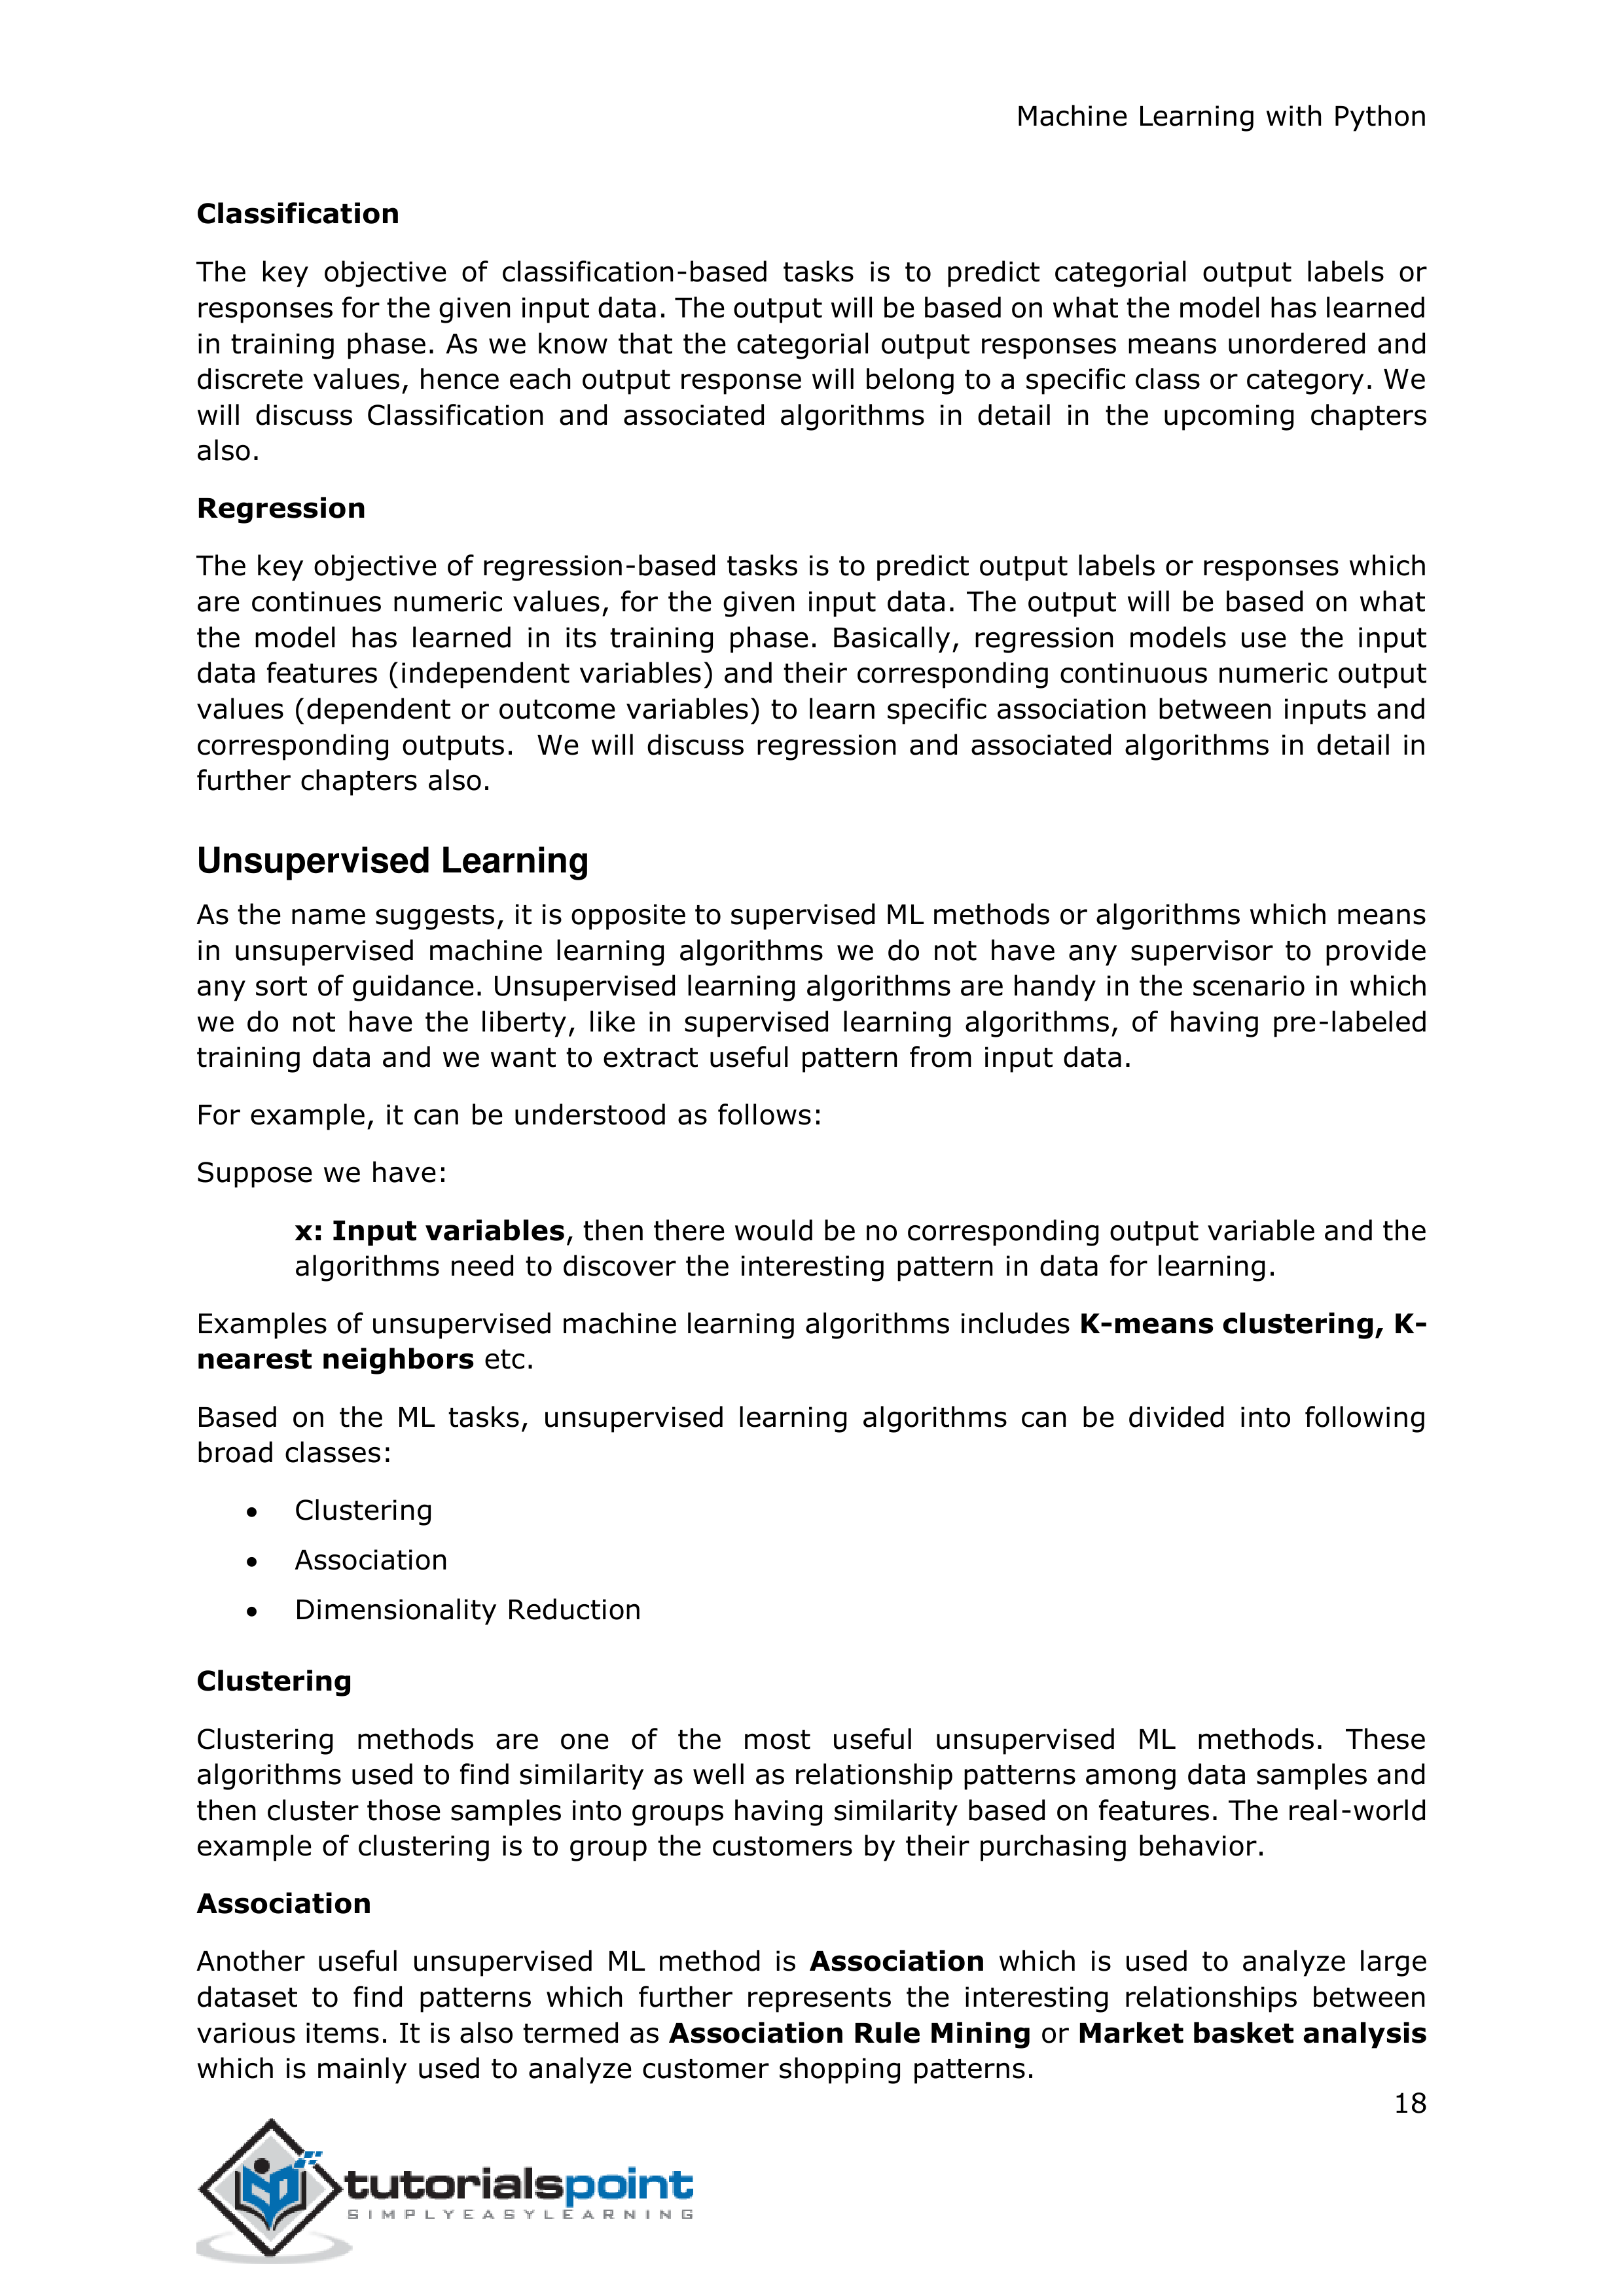 Machine Learning with Python
Classification
The key objective of classification-based tasks is to predict categorial output labels or
responses for the given input data. The output will be based on what the model has learned
in training phase. As we know that the categorial output responses means unordered and
discrete values, hence each output response will belong to a specific class or category. We
will discuss Classification and associated algorithms in detail in the upcoming chapters
also.
Regression
The key objective of regression-based tasks is to predict output labels or responses which
are continues numeric values, for the given input data. The output will be based on what
the model has learned in its training phase. Basically, regression models use the input
data features (independent variables) and their corresponding continuous numeric output
values (dependent or outcome variables) to learn specific association between inputs and
corresponding outputs.  We will discuss regression and associated algorithms in detail in
further chapters also.
Unsupervised Learning
As the name suggests, it is opposite to supervised ML methods or algorithms which means
in unsupervised machine learning algorithms we do not have any supervisor to provide
any sort of guidance. Unsupervised learning algorithms are handy in the scenario in which
we do not have the liberty, like in supervised learning algorithms, of having pre-labeled
training data and we want to extract useful pattern from input data.
For example, it can be understood as follows:
Suppose we have:
x: Input variables, then there would be no corresponding output variable and the
algorithms need to discover the interesting pattern in data for learning.
Examples of unsupervised machine learning algorithms includes K-means clustering, K-
nearest neighbors etc.
Based on the ML tasks, unsupervised learning algorithms can be divided into following
broad classes:
• Clustering
• Association
• Dimensionality Reduction
Clustering
Clustering methods are one of the most useful unsupervised ML methods. These
algorithms used to find similarity as well as relationship patterns among data samples and
then cluster those samples into groups having similarity based on features. The real-world
example of clustering is to group the customers by their purchasing behavior.
Association
Another useful unsupervised ML method is Association which is used to analyze large
dataset to find patterns which further represents the interesting relationships between
various items. It is also termed as Association Rule Mining or Market basket analysis
which is mainly used to analyze customer shopping patterns.
18
tutorialspoint
SIMPLYEASYLEARNING